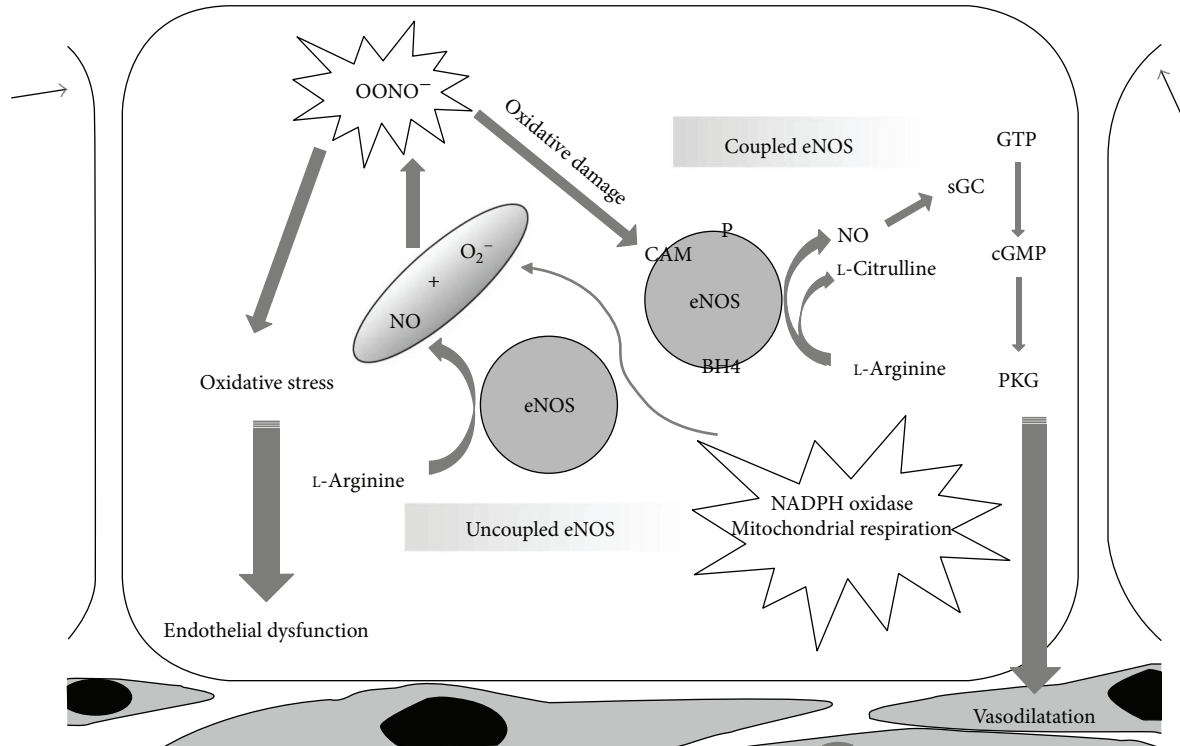 OONO⁻
Oxidative damage
Coupled eNOS
GTP
sGC
P
NO
CAM
cGMP
O₂⁻
L-Citrulline
+
eNOS
NO
BH4
L-Arginine
PKG
Oxidative stress
eNOS
L-Arginine
NADPH oxidase
Mitochondrial respiration
Uncoupled eNOS
Endothelial dysfunction
Vasodilatation